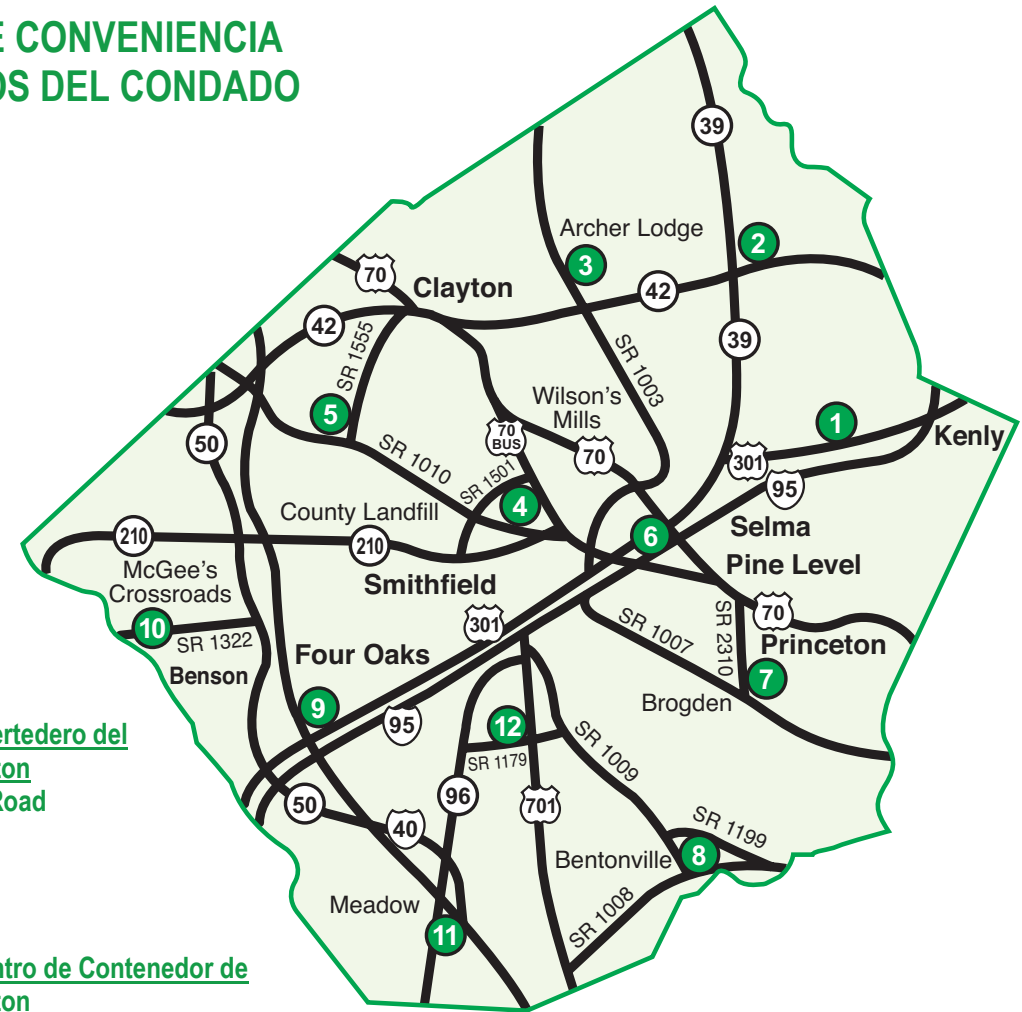 E CONVENIENCIA
OS DEL CONDADO
39
Archer Lodge
2
3
70
Clayton
42
42
SR 1555
39
SR 1003
Wilson's
Mills
5
1
Kenly
50
70
BUS
70
301
SR 1010
SR 1501
95
4
County Landfill
Selma
210
210
6
McGee's
Crossroads
Smithfield
Pine Level
10
SR 1322
301
SR 1007
SR 2310
70
Princeton
Benson
Four Oaks
7
Brogden
9
95
12
SR 1179
SR 1009
ertedero del
ton
Road
50
96
701
40
SR 1199
Bentonville
8
Meadow
SR 1008
11
ntro de Contenedor de
ton